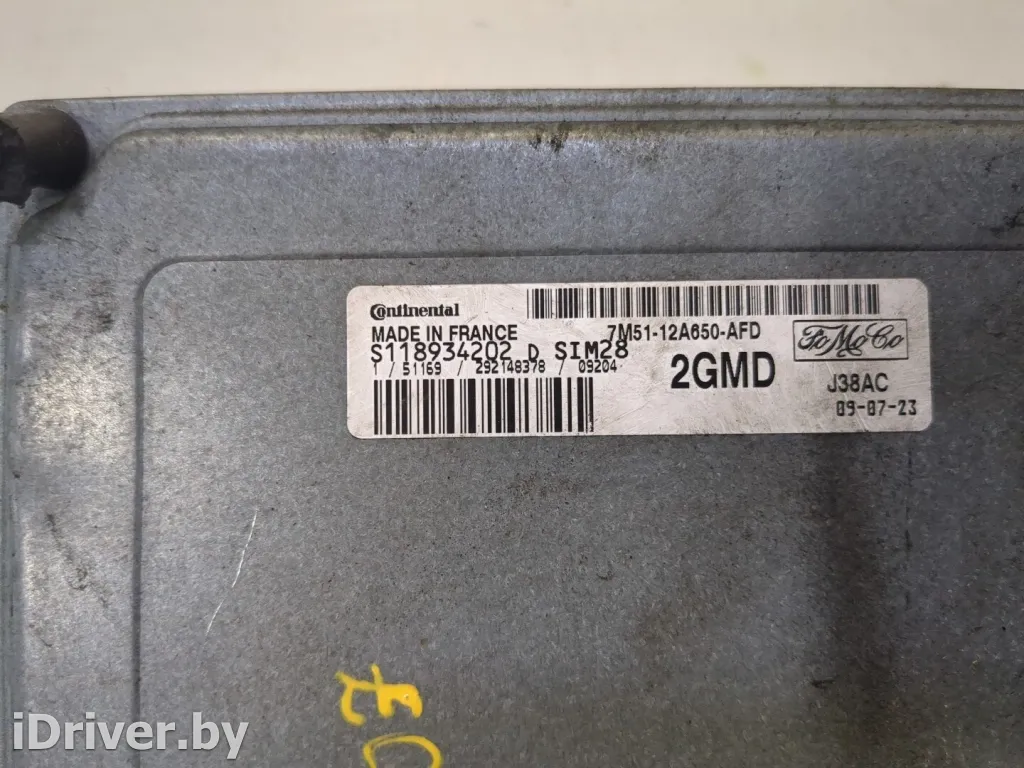 Continental
MADE IN FRANCE
7M51-12A650-AFD
FoMoCo
S118934202 D SIM28
1 / 51169 / 292148378 / 09204
2GMD
J38AC
09-07-23
iDriver.by